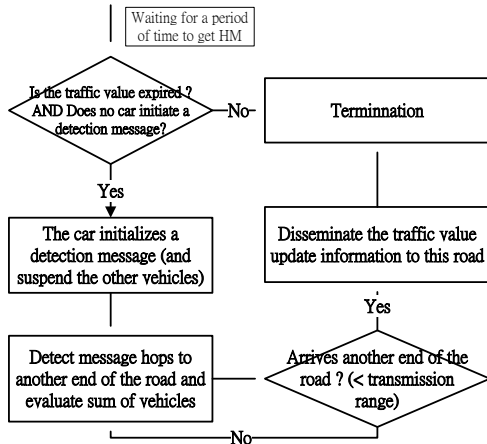 Waiting for a period
of time to get HM
Is the traffic value expired ?
AND Does no car initiate a
detection message?
No
Terminnation
Yes
The car initializes a
detection message (and
suspend the other vehicles)
Disseminate the traffic value
update information to this road
Yes
Detect message hops to
another end of the road and
evaluate sum of vehicles
Arrives another end of the
road ? (< transmission
range)
No